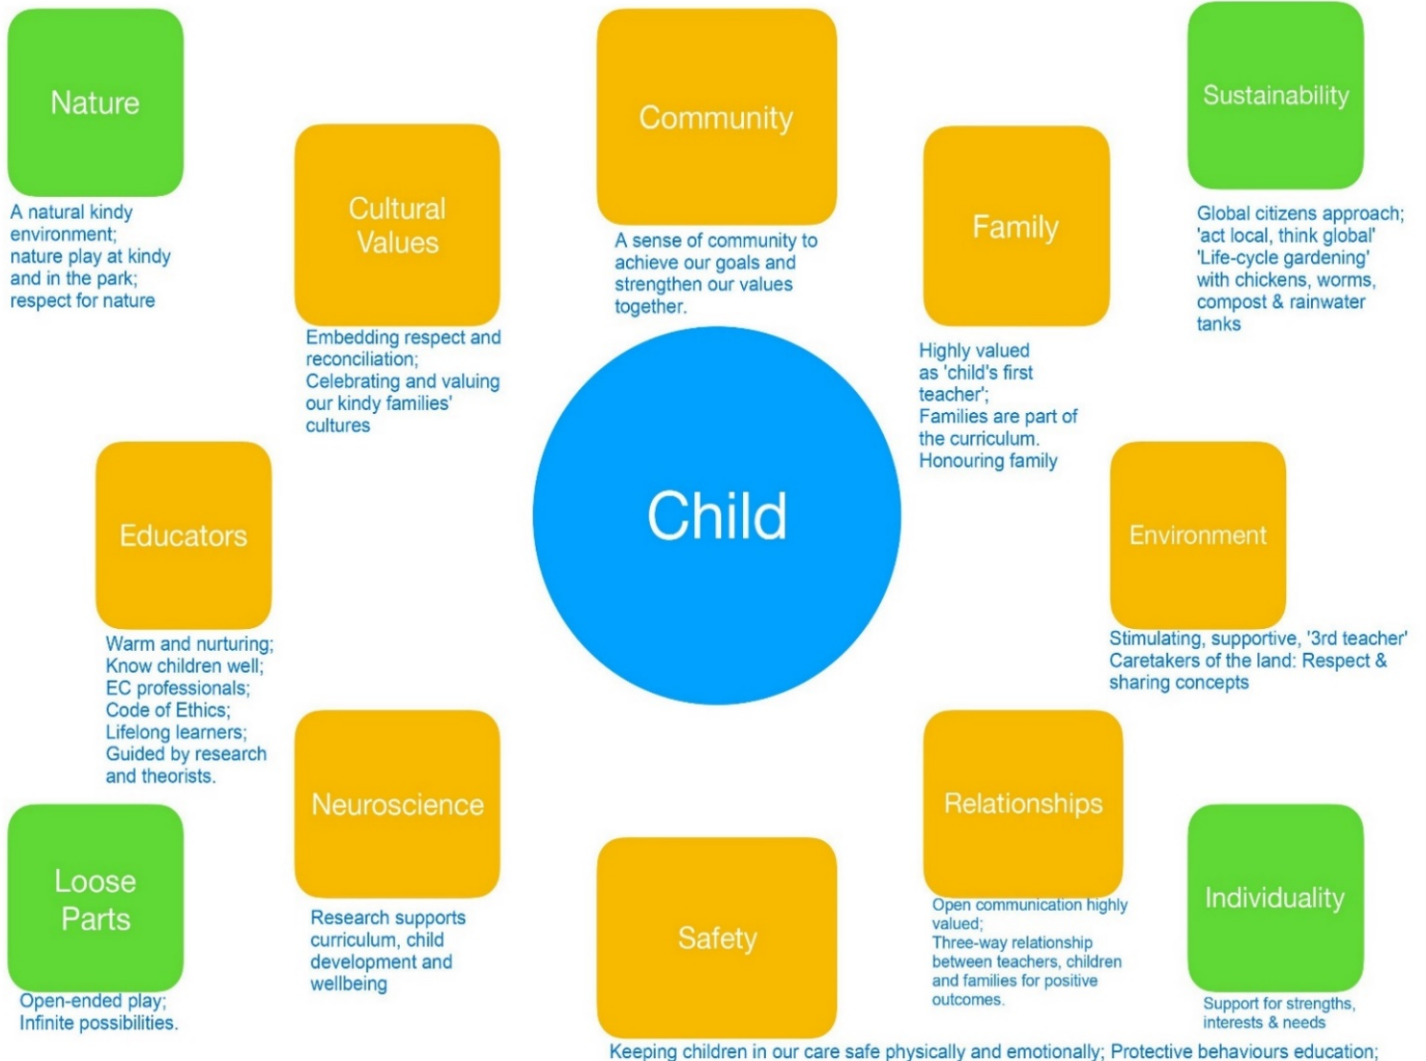 Nature
A natural kindy
environment;
nature play at kindy
and in the park;
respect for nature
Cultural
Values
Embedding respect and
reconciliation;
Celebrating and valuing
our kindy families'
cultures
Community
A sense of community to
achieve our goals and
strengthen our values
together.
Family
Highly valued
as 'child's first
teacher';
Families are part of
the curriculum.
Honouring family
Sustainability
Global citizens approach;
'act local, think global'
'Life-cycle gardening'
with chickens, worms,
compost & rainwater
tanks
Child
Educators
Warm and nurturing;
Know children well;
EC professionals;
Code of Ethics;
Lifelong learners;
Guided by research
and theorists.
Environment
Stimulating, supportive, '3rd teacher'
Caretakers of the land: Respect &
sharing concepts
Loose
Parts
Open-ended play;
Infinite possibilities.
Neuroscience
Research supports
curriculum, child
development and
wellbeing
Safety
Keeping children in our care safe physically and emotionally; Protective behaviours education;
Relationships
Open communication highly
valued;
Three-way relationship
between teachers, children
and families for positive
outcomes.
Individuality
Support for strengths,
interests & needs